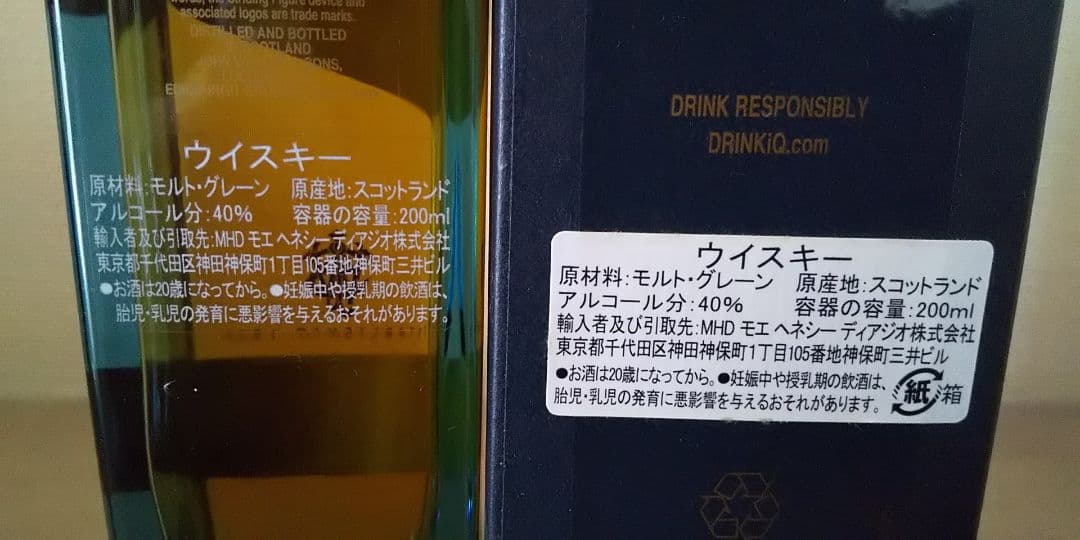 words, the Striding Figure device and
associated logos are trade marks.
DISTILLED AND BOTTLED
SCOTLAND
JOHN
SONS,
ウイスキー
原材料:モルト・グレーン 原産地:スコットランド
アルコール分:40% 容器の容量:200ml
輸入者及び引取先:MHD モエ ヘネシー ディアジオ株式会社
東京都千代田区神田神保町1丁目105番地神保町三井ビル
●お酒は20歳になってから。●妊娠中や授乳期の飲酒は、
胎児・乳児の発育に悪影響を与えるおそれがあります。
DRINK RESPONSIBLY
DRINKiQ.com
ウイスキー
原材料:モルト・グレーン 原産地:スコットランド
アルコール分:40% 容器の容量:200ml
輸入者及び引取先:MHD モエ ヘネシー ディアジオ株式会社
東京都千代田区神田神保町1丁目105番地神保町三井ビル
●お酒は20歳になってから。●妊娠中や授乳期の飲酒は、
胎児・乳児の発育に悪影響を与えるおそれがあります。
紙 箱